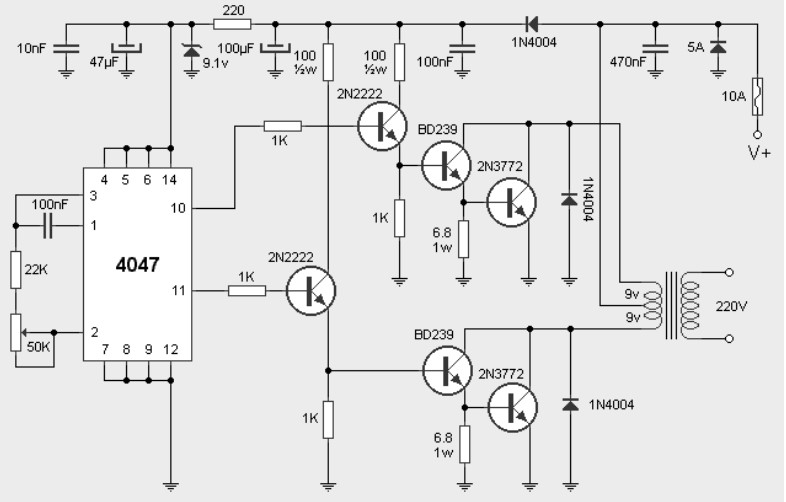 220
10nF
47µF
9.1v
100µF
100
½w
100
½w
100nF
1N4004
470nF
5A
10A
V+
2N2222
BD239
2N3772
1N4004
1K
1K
6.8
1w
4 5 6 14
3
100nF
1
10
4047
22K
11
1K
2N2222
2
50K
7 8 9 12
9v
9v
220V
BD239
2N3772
1N4004
1K
6.8
1w